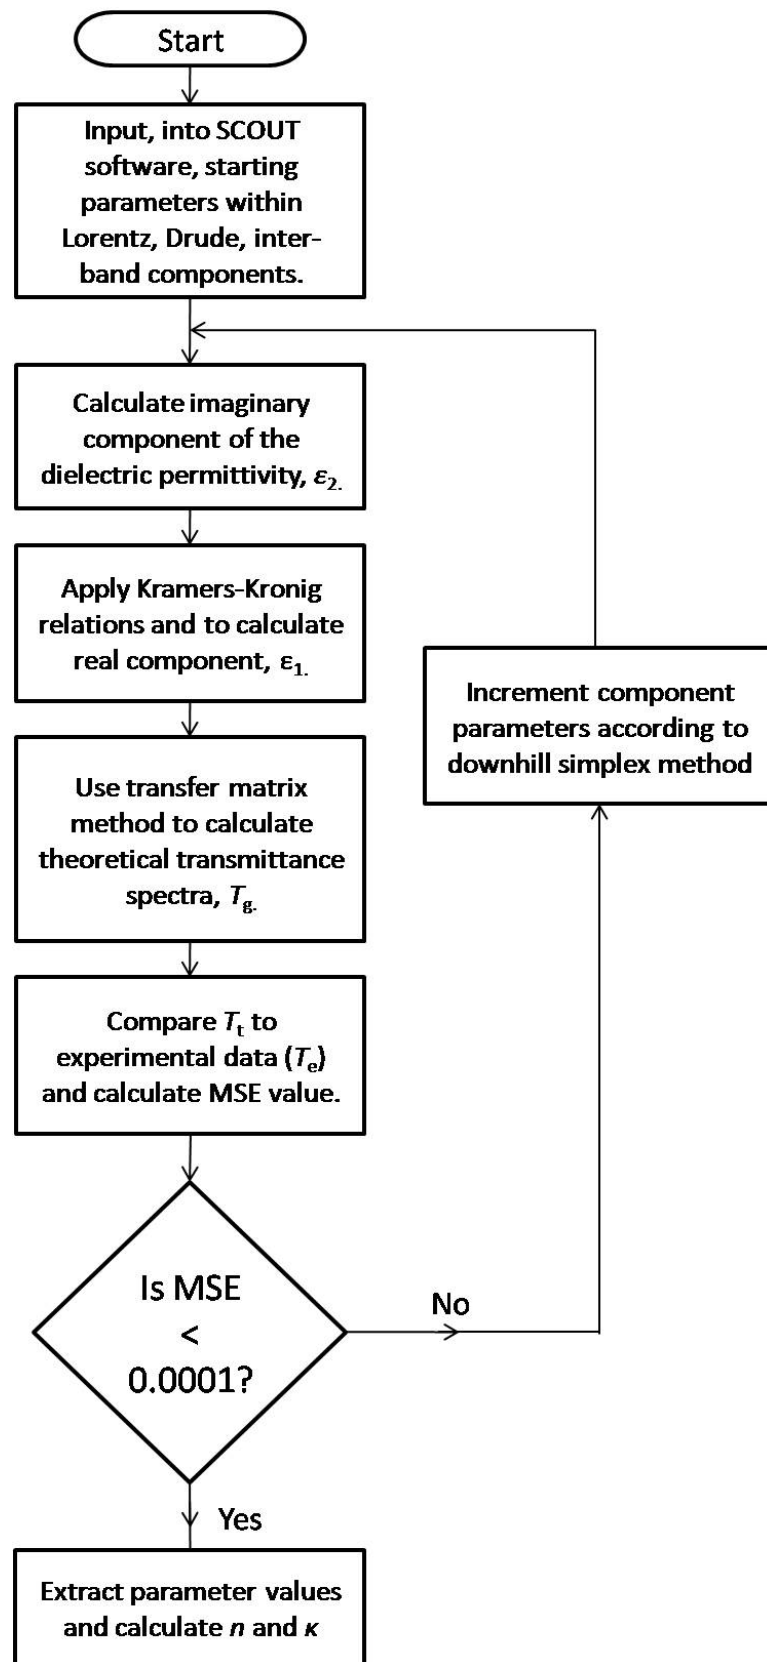 Start
Input, into SCOUT
software, starting
parameters within
Lorentz, Drude, inter-
band components.
Calculate imaginary
component of the
dielectric permittivity, ε₂.
Apply Kramers-Kronig
relations and to calculate
real component, ε₁.
Use transfer matrix
method to calculate
theoretical transmittance
spectra, Tg.
Compare Tt to
experimental data (Te)
and calculate MSE value.
Is MSE
<
0.0001?
No
Increment component
parameters according to
downhill simplex method
Yes
Extract parameter values
and calculate n and κ